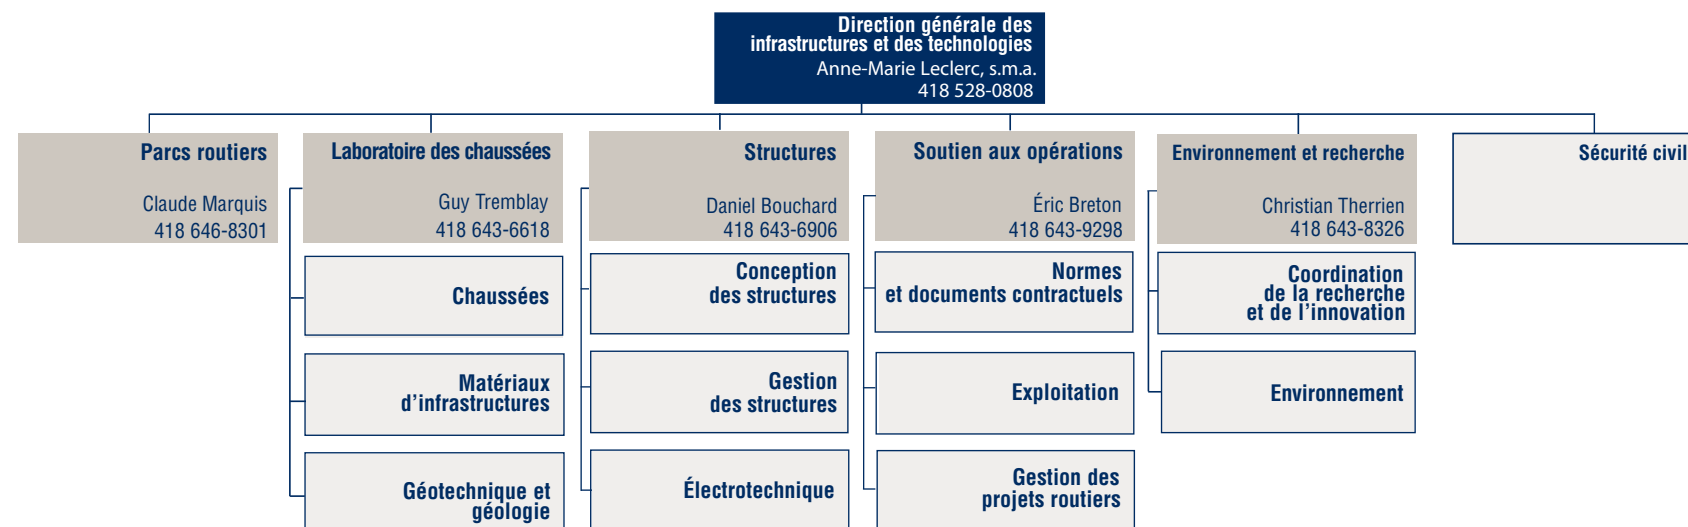 Direction générale des
infrastructures et des technologies
Anne-Marie Leclerc, s.m.a.
418 528-0808
Parcs routiers
Claude Marquis
418 646-8301
Laboratoire des chaussées
Guy Tremblay
418 643-6618
Chaussées
Matériaux
d'infrastructures
Géotechnique et
géologie
Structures
Daniel Bouchard
418 643-6906
Conception
des structures
Gestion
des structures
Électrotechnique
Soutien aux opérations
Éric Breton
418 643-9298
Normes
et documents contractuels
Exploitation
Gestion des
projets routiers
Environnement et recherche
Christian Therrien
418 643-8326
Coordination
de la recherche
et de l'innovation
Environnement
Sécurité civil